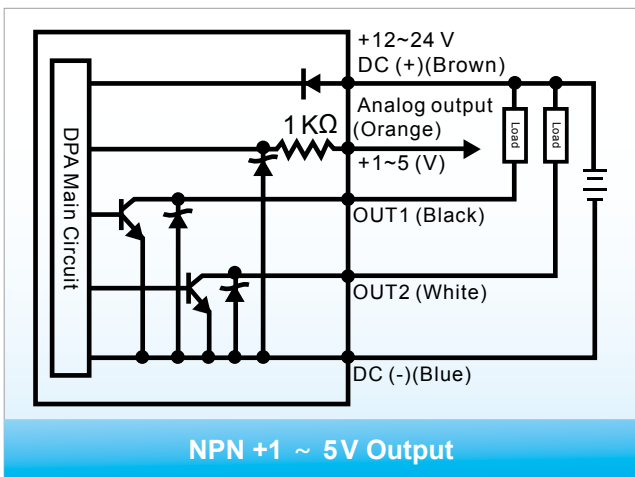 +12~24 V
DC (+)(Brown)
Analog output
(Orange)
1 KΩ
+1~5 (V)
Load
Load
DPA Main Circuit
OUT1 (Black)
OUT2 (White)
DC (-)(Blue)
NPN +1 ~ 5V Output